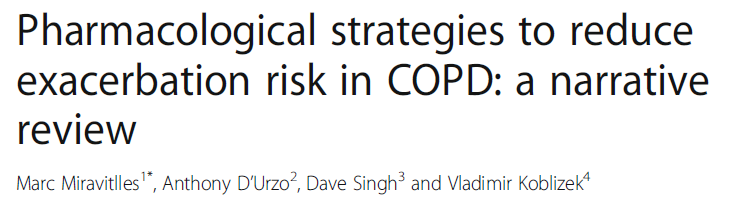 Pharmacological strategies to reduce
exacerbation risk in COPD: a narrative
review
Marc Miravitlles1*, Anthony D'Urzo2, Dave Singh3 and Vladimir Koblizek4